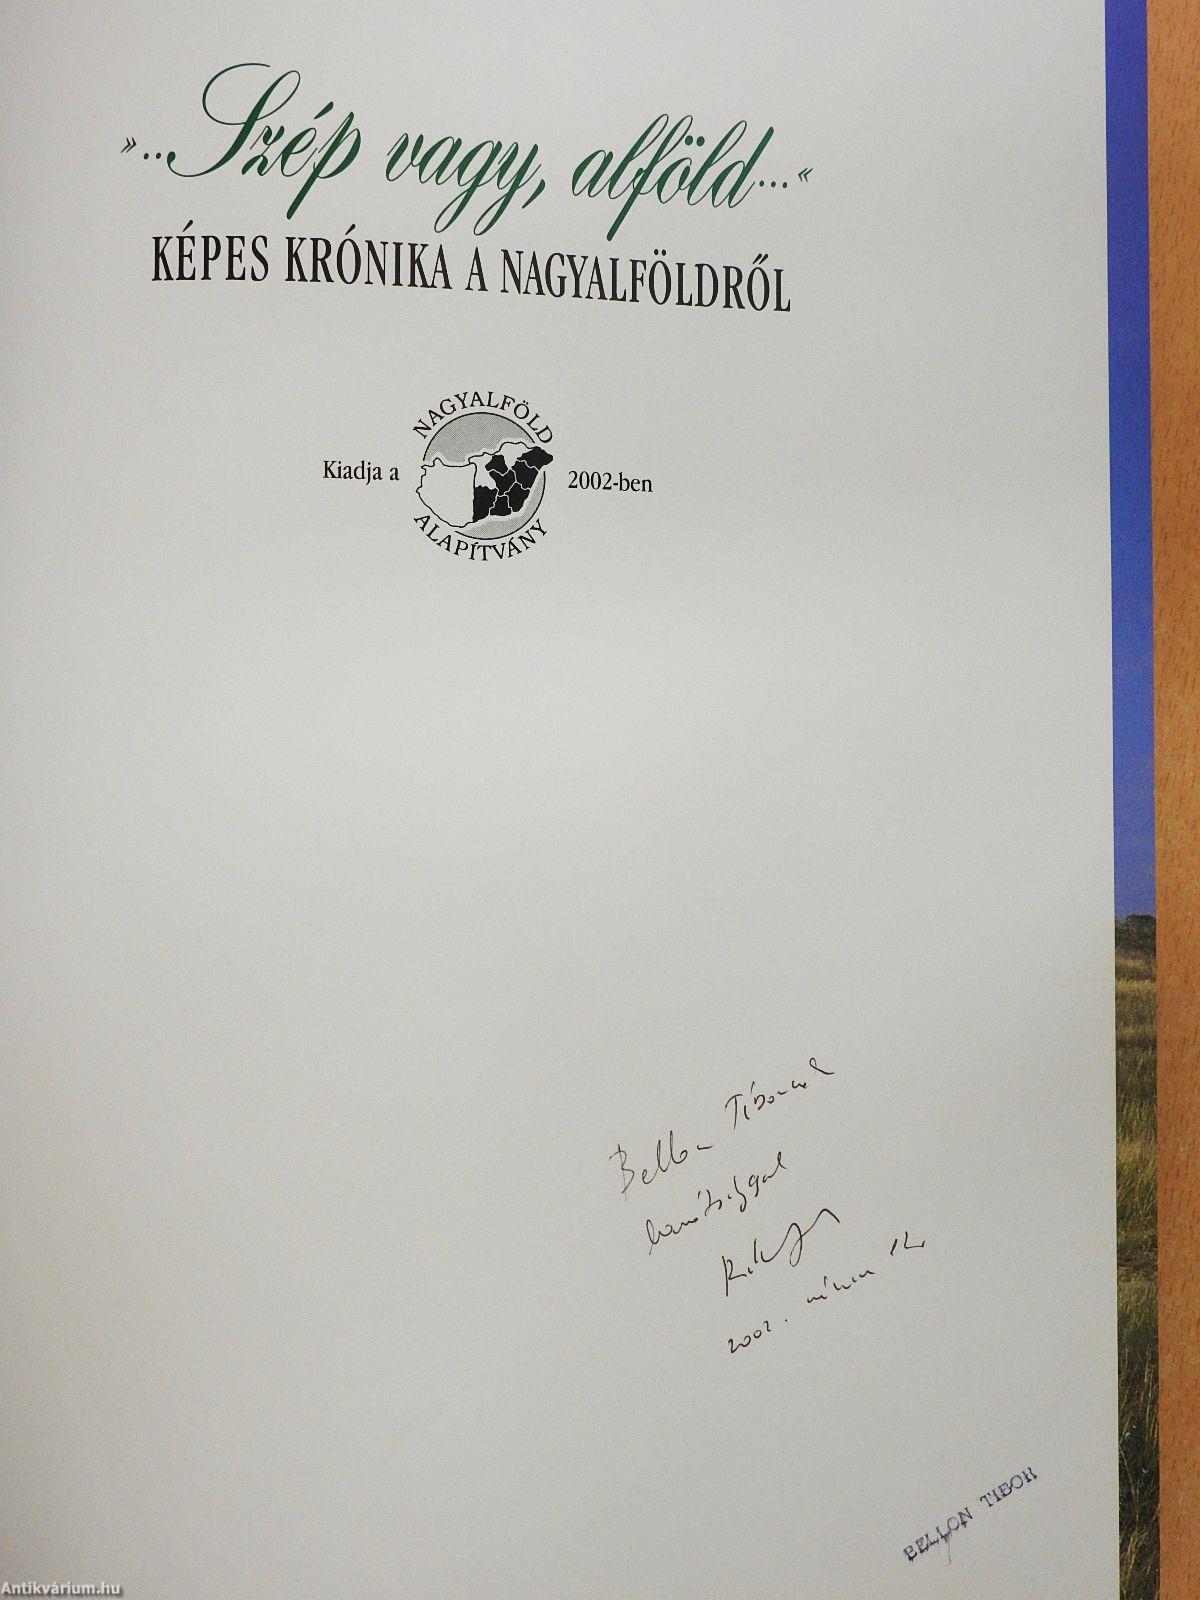 »...Szép vagy, alföld...«
KÉPES KRÓNIKA A NAGYALFÖLDRŐL
NAGYALFÖLD
Kiadja a
2002-ben
ALAPÍTVÁNY
Bellon Tibornak
barátsággal
2002.
BELLON TIBOR
Antikvárium.hu